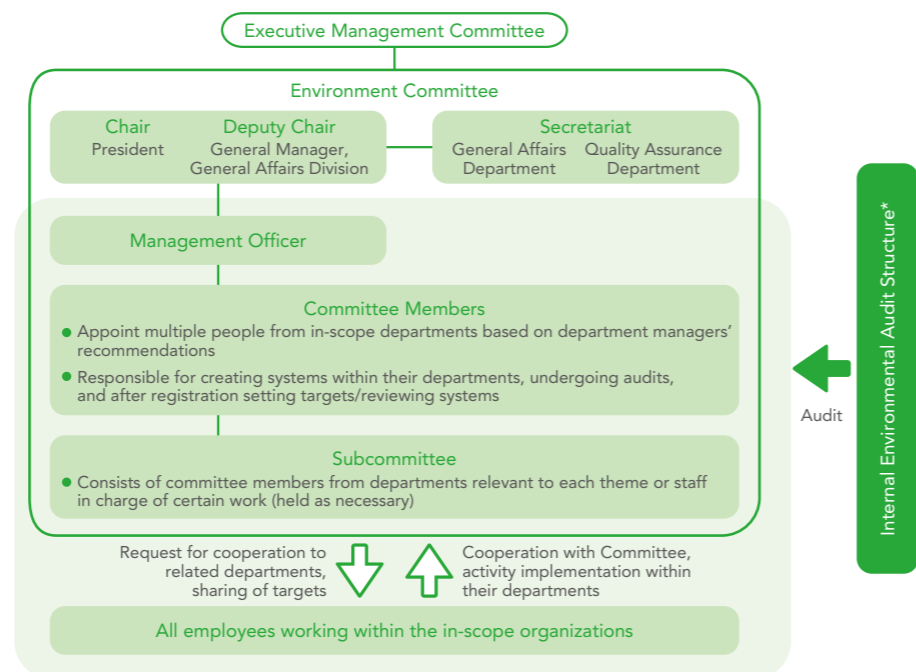 Executive Management Committee
Environment Committee
Chair
President
Deputy Chair
General Manager,
General Affairs Division
Secretariat
General Affairs
Department
Quality Assurance
Department
Management Officer
Committee Members
● Appoint multiple people from in-scope departments based on department managers’
recommendations
● Responsible for creating systems within their departments, undergoing audits,
and after registration setting targets/reviewing systems
Subcommittee
● Consists of committee members from departments relevant to each theme or staff
in charge of certain work (held as necessary)
Request for cooperation to
related departments,
sharing of targets
Cooperation with Committee,
activity implementation within
their departments
All employees working within the in-scope organizations
Audit
Internal Environmental Audit Structure*